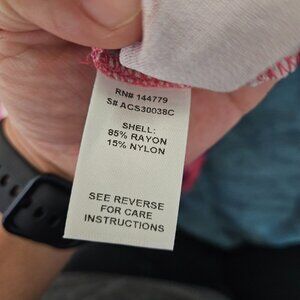 RN# 144779
S# ACS30038C
SHELL:
85% RAYON
15% NYLON
SEE REVERSE
FOR CARE
INSTRUCTIONS